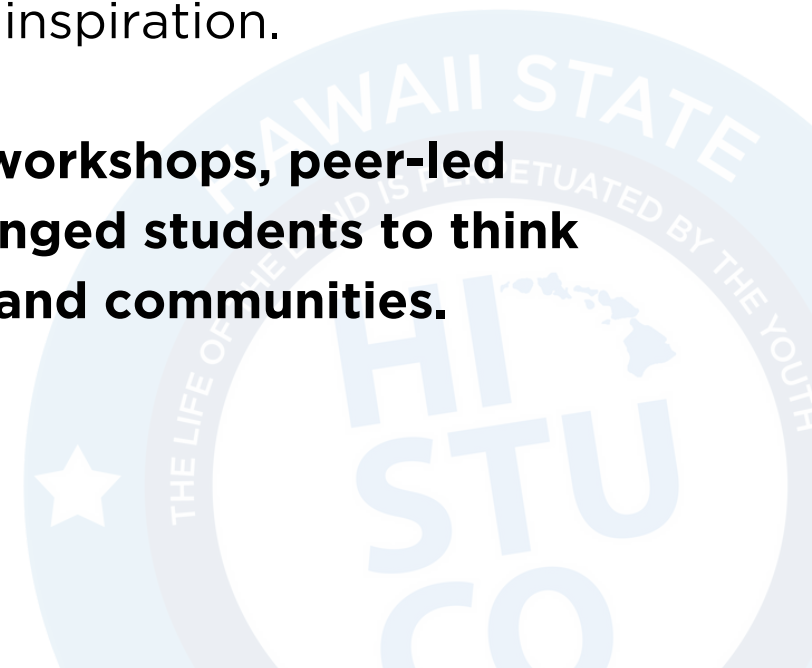 inspiration.
workshops, peer-led
nged students to think
and communities.
HAWAII STATE
THE LIFE OF THE LAND IS PERPETUATED BY THE YOUTH
HI
STU
CO